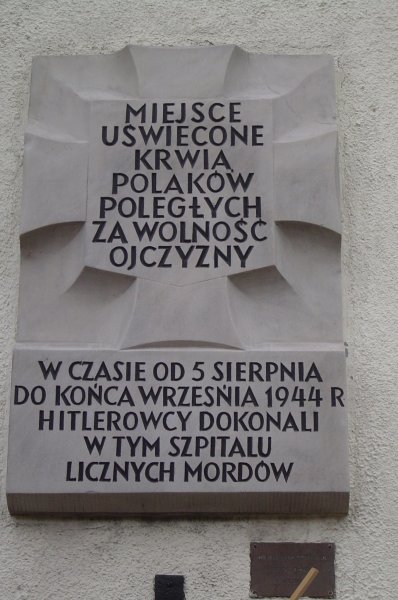 MIEJSCE
UŚWIĘCONE
KRWIĄ
POLAKÓW
POLEGŁYCH
ZA WOLNOŚĆ
OJCZYZNY
W CZASIE OD 5 SIERPNIA
DO KOŃCA WRZEŚNIA 1944 R
HITLEROWCY DOKONALI
W TYM SZPITALU
LICZNYCH MORDÓW